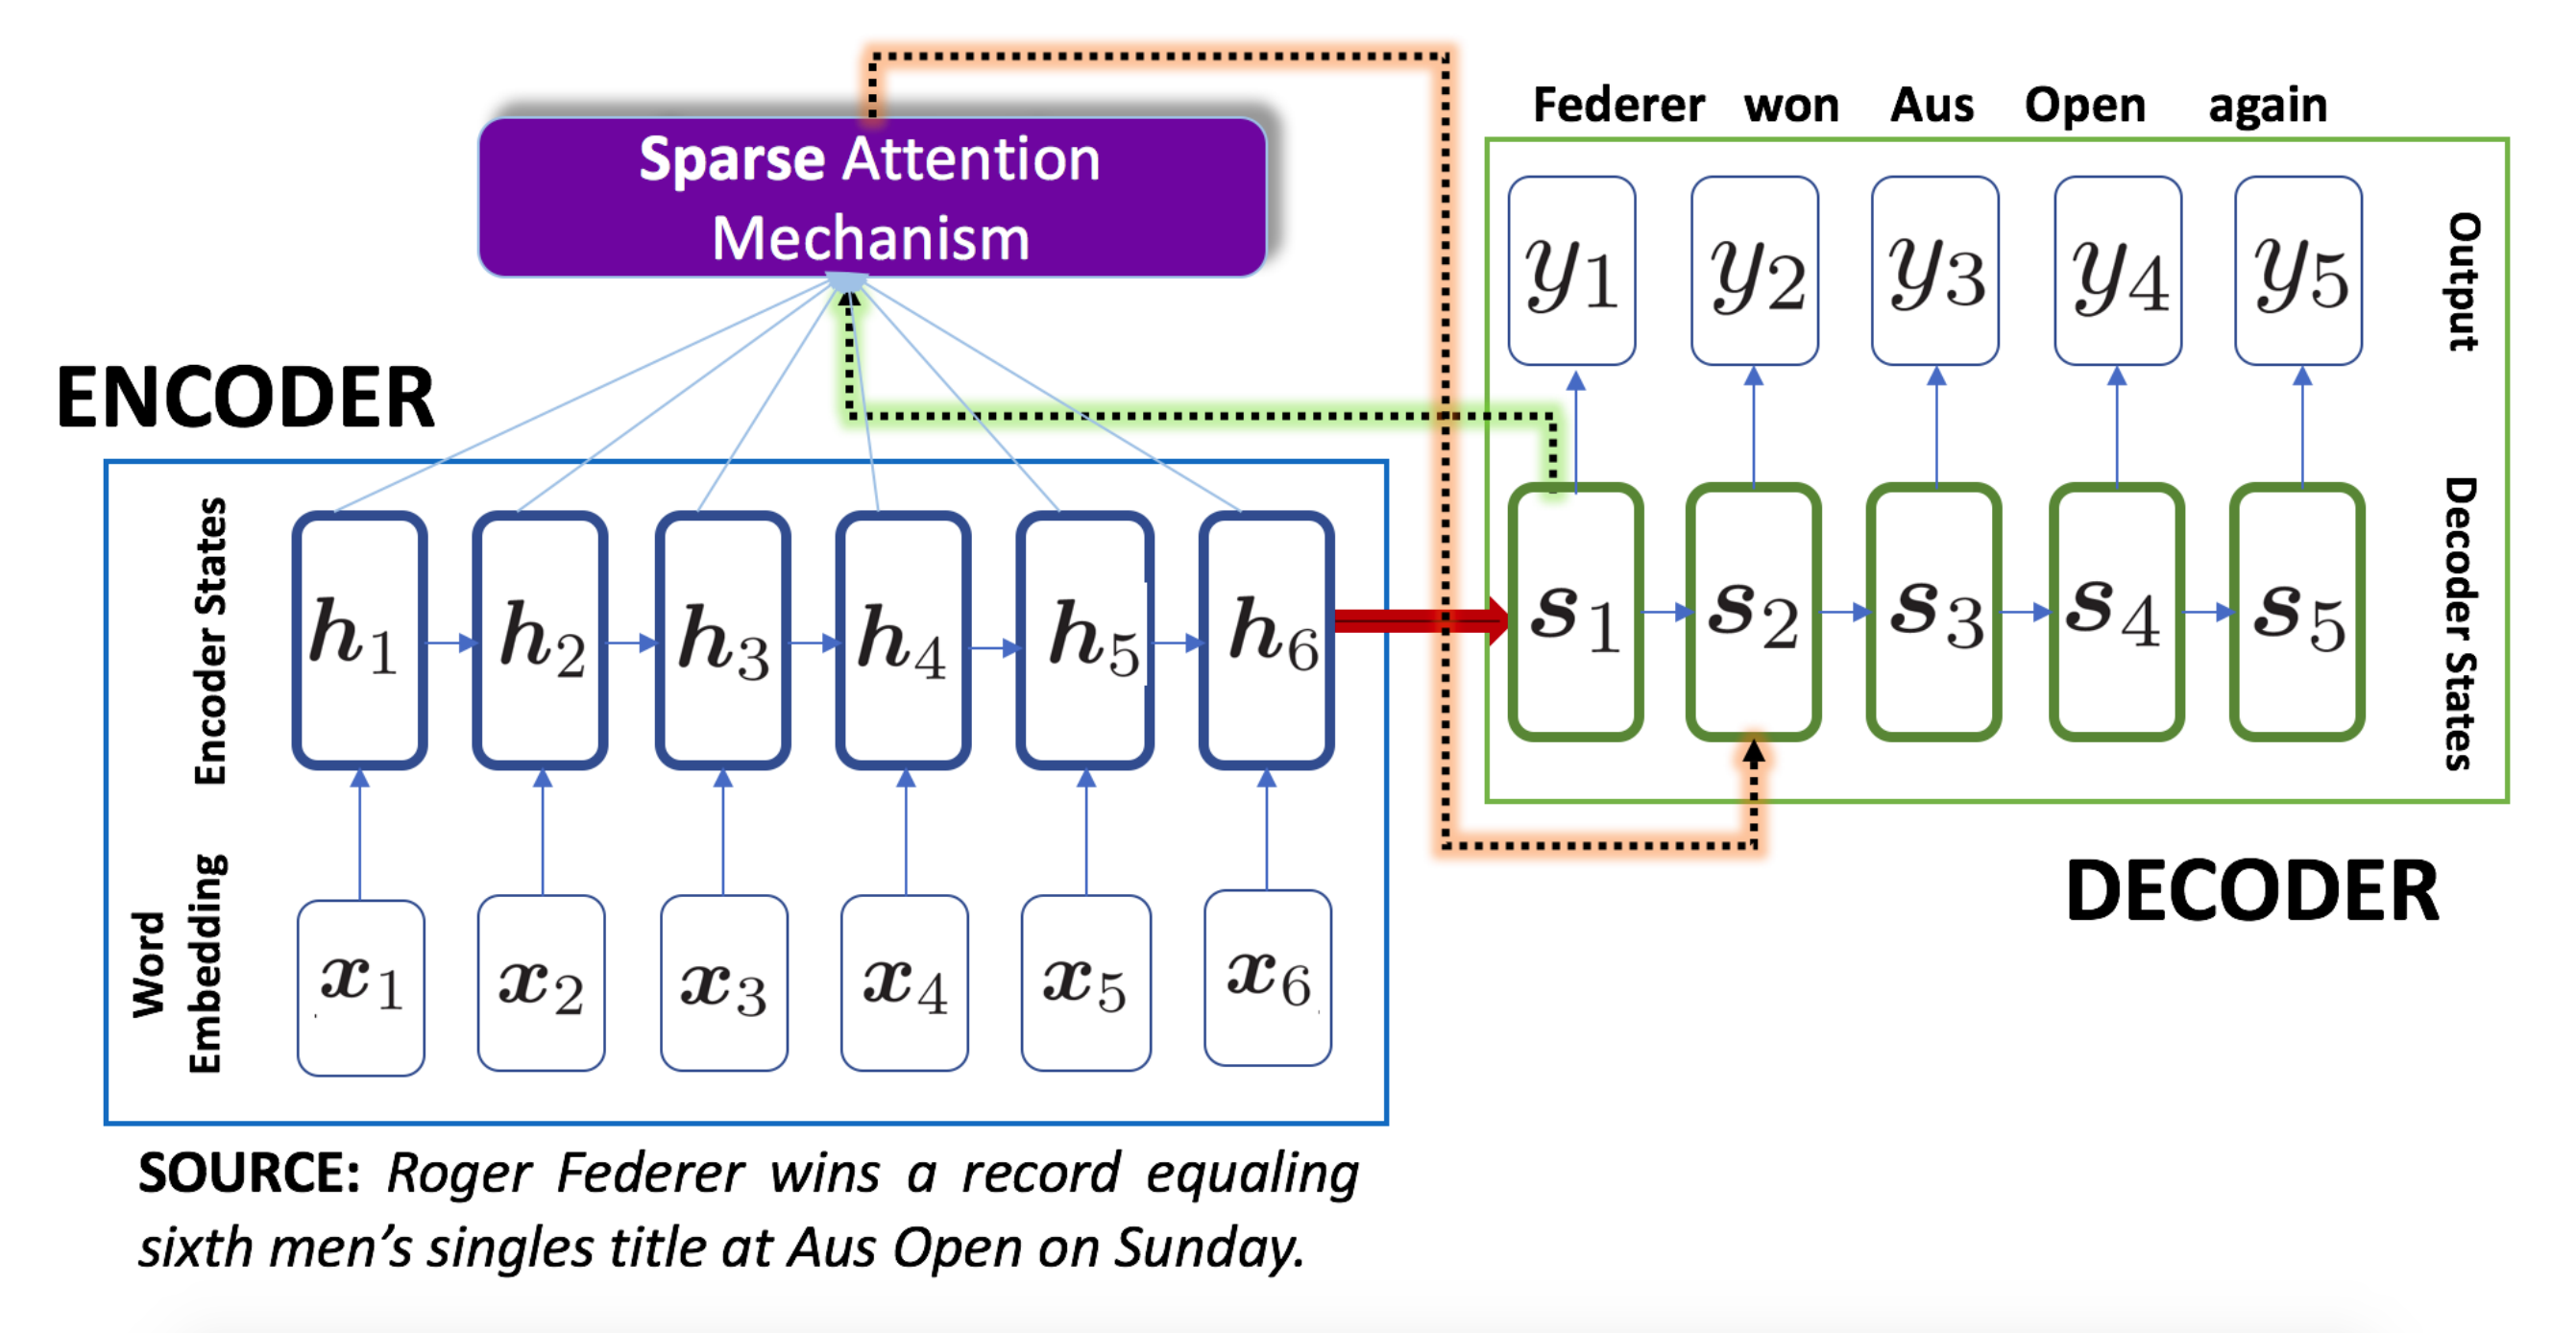 Sparse Attention
Mechanism
Federer won Aus Open again
y1 y2 y3 y4 y5
Output
ENCODER
Encoder States
h1 h2 h3 h4 h5 h6
s1 s2 s3 s4 s5
Decoder States
Word
Embedding
x1 x2 x3 x4 x5 x6
DECODER
SOURCE: Roger Federer wins a record equaling
sixth men’s singles title at Aus Open on Sunday.